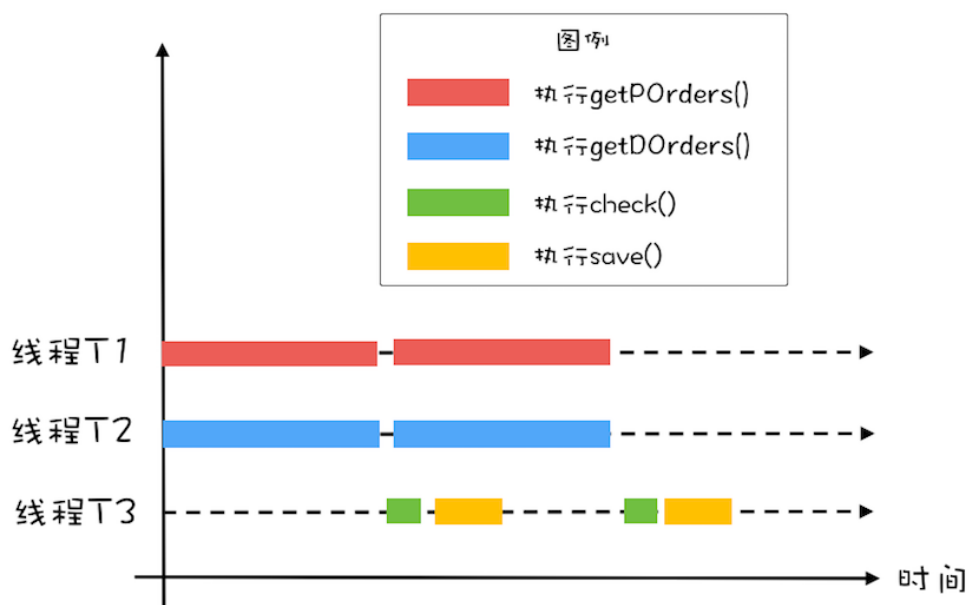 图例
执行getPOrders()
执行getDOrders()
执行check()
执行save()
线程T1
线程T2
线程T3
时间